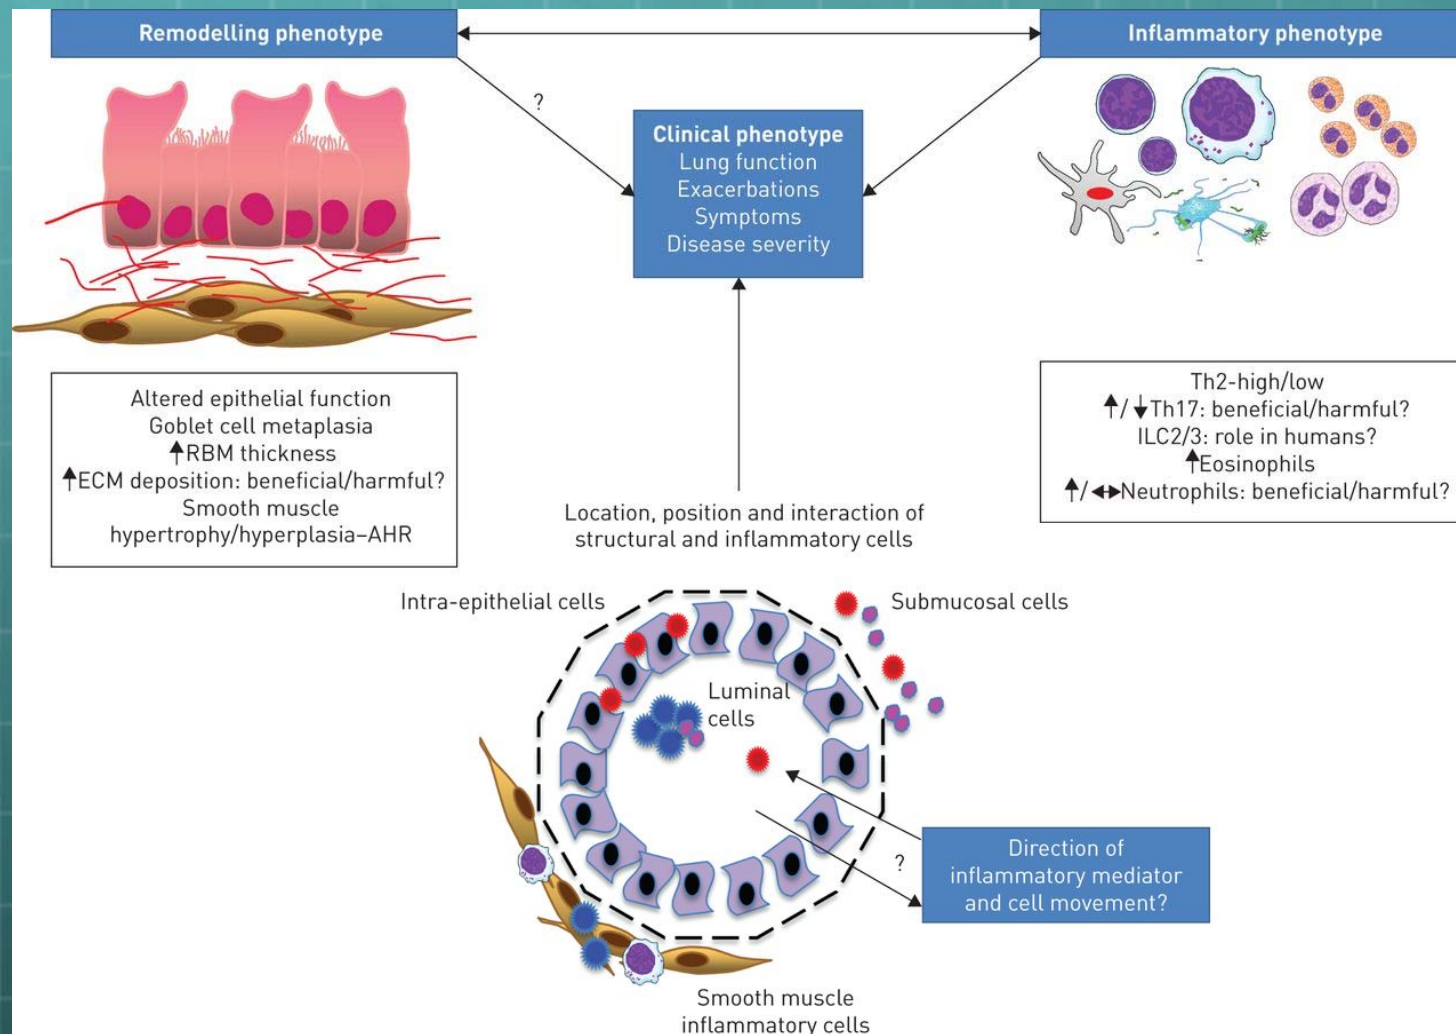 Remodelling phenotype
Inflammatory phenotype
?
Clinical phenotype
Lung function
Exacerbations
Symptoms
Disease severity
Altered epithelial function
Goblet cell metaplasia
↑RBM thickness
↑ECM deposition: beneficial/harmful?
Smooth muscle
hypertrophy/hyperplasia–AHR
Th2-high/low
↑/↓Th17: beneficial/harmful?
ILC2/3: role in humans?
↑Eosinophils
↑/↔Neutrophils: beneficial/harmful?
Location, position and interaction of
structural and inflammatory cells
Intra-epithelial cells
Submucosal cells
Luminal
cells
?
Direction of
inflammatory mediator
and cell movement?
Smooth muscle
inflammatory cells